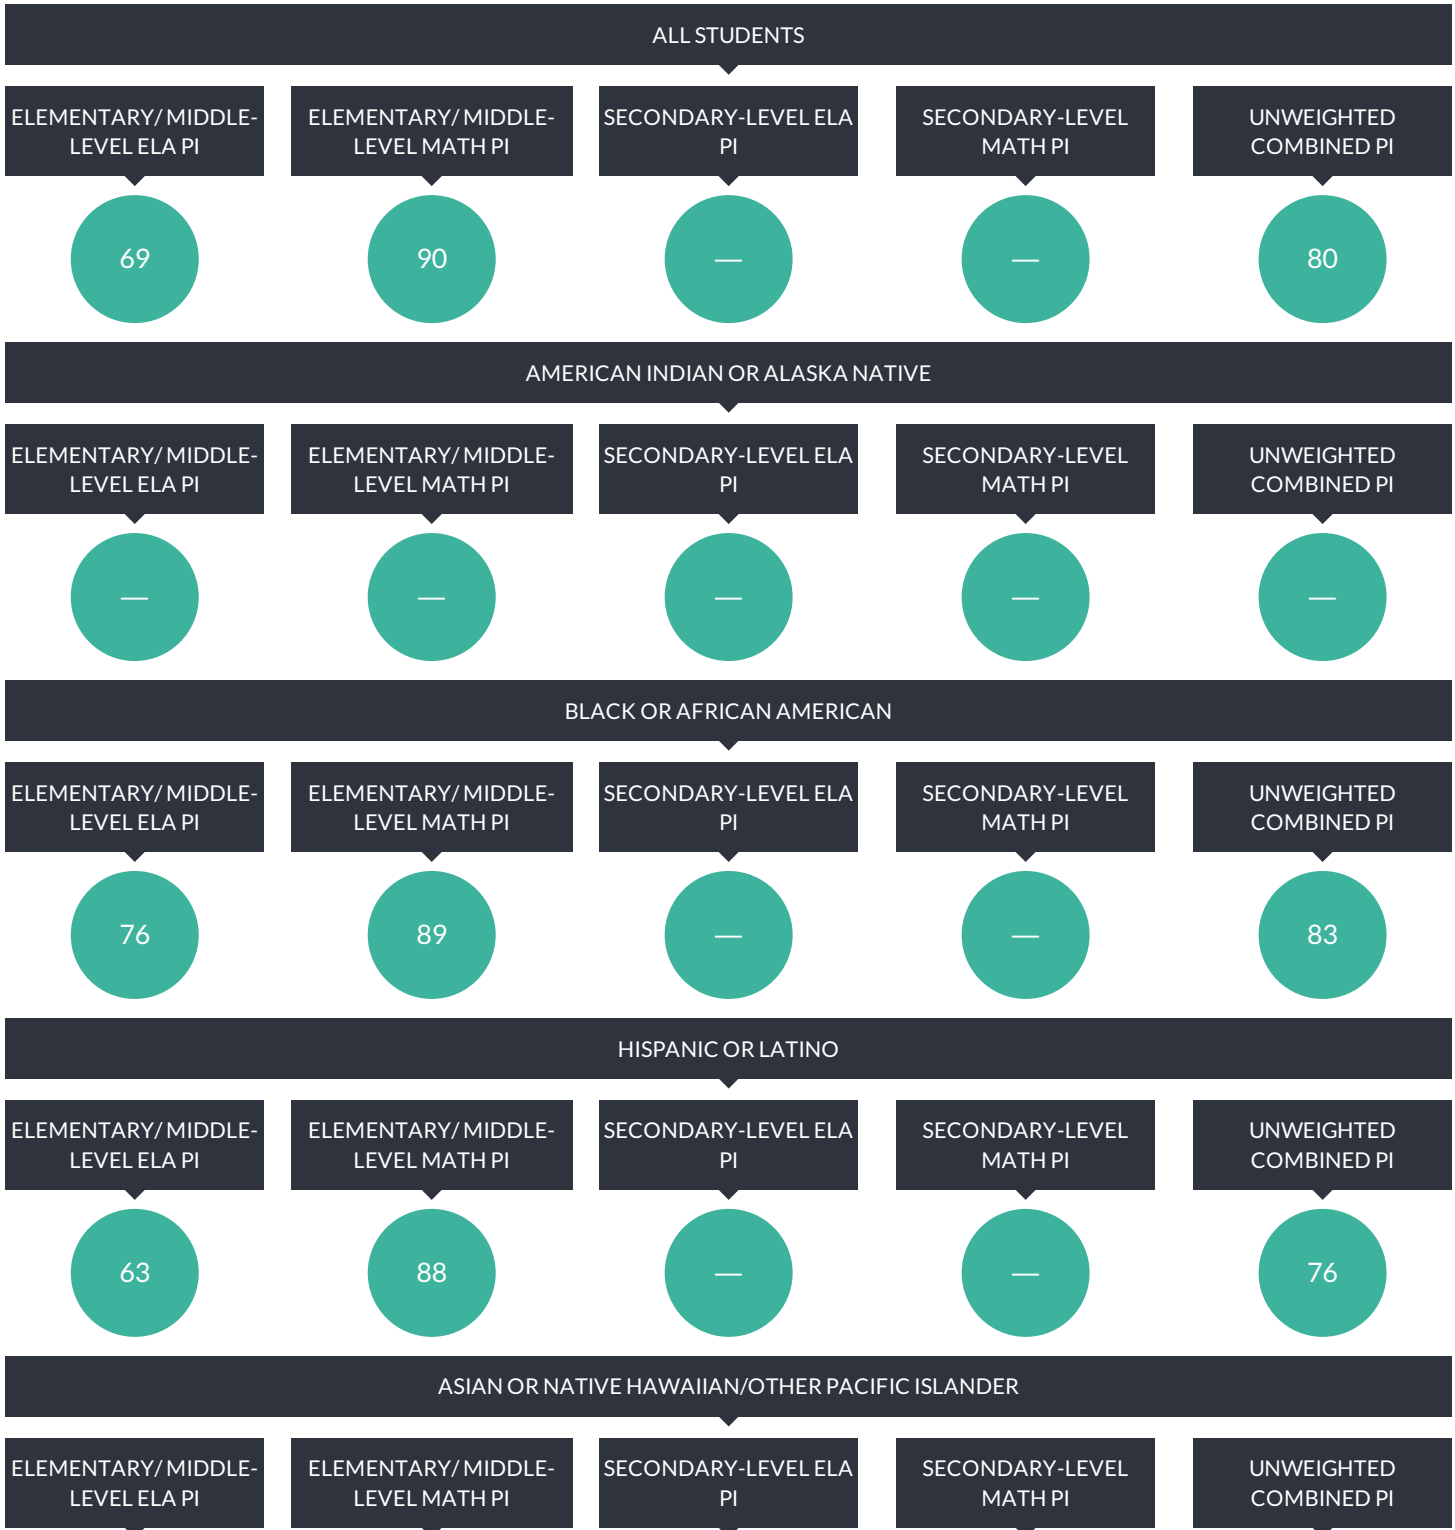 ALL STUDENTS
ELEMENTARY/ MIDDLE-
LEVEL ELA PI
ELEMENTARY/ MIDDLE-
LEVEL MATH PI
SECONDARY-LEVEL ELA
PI
SECONDARY-LEVEL
MATH PI
UNWEIGHTED
COMBINED PI
69
90
—
—
80
AMERICAN INDIAN OR ALASKA NATIVE
ELEMENTARY/ MIDDLE-
LEVEL ELA PI
ELEMENTARY/ MIDDLE-
LEVEL MATH PI
SECONDARY-LEVEL ELA
PI
SECONDARY-LEVEL
MATH PI
UNWEIGHTED
COMBINED PI
—
—
—
—
—
BLACK OR AFRICAN AMERICAN
ELEMENTARY/ MIDDLE-
LEVEL ELA PI
ELEMENTARY/ MIDDLE-
LEVEL MATH PI
SECONDARY-LEVEL ELA
PI
SECONDARY-LEVEL
MATH PI
UNWEIGHTED
COMBINED PI
76
89
—
—
83
HISPANIC OR LATINO
ELEMENTARY/ MIDDLE-
LEVEL ELA PI
ELEMENTARY/ MIDDLE-
LEVEL MATH PI
SECONDARY-LEVEL ELA
PI
SECONDARY-LEVEL
MATH PI
UNWEIGHTED
COMBINED PI
63
88
—
—
76
ASIAN OR NATIVE HAWAIIAN/OTHER PACIFIC ISLANDER
ELEMENTARY/ MIDDLE-
LEVEL ELA PI
ELEMENTARY/ MIDDLE-
LEVEL MATH PI
SECONDARY-LEVEL ELA
PI
SECONDARY-LEVEL
MATH PI
UNWEIGHTED
COMBINED PI